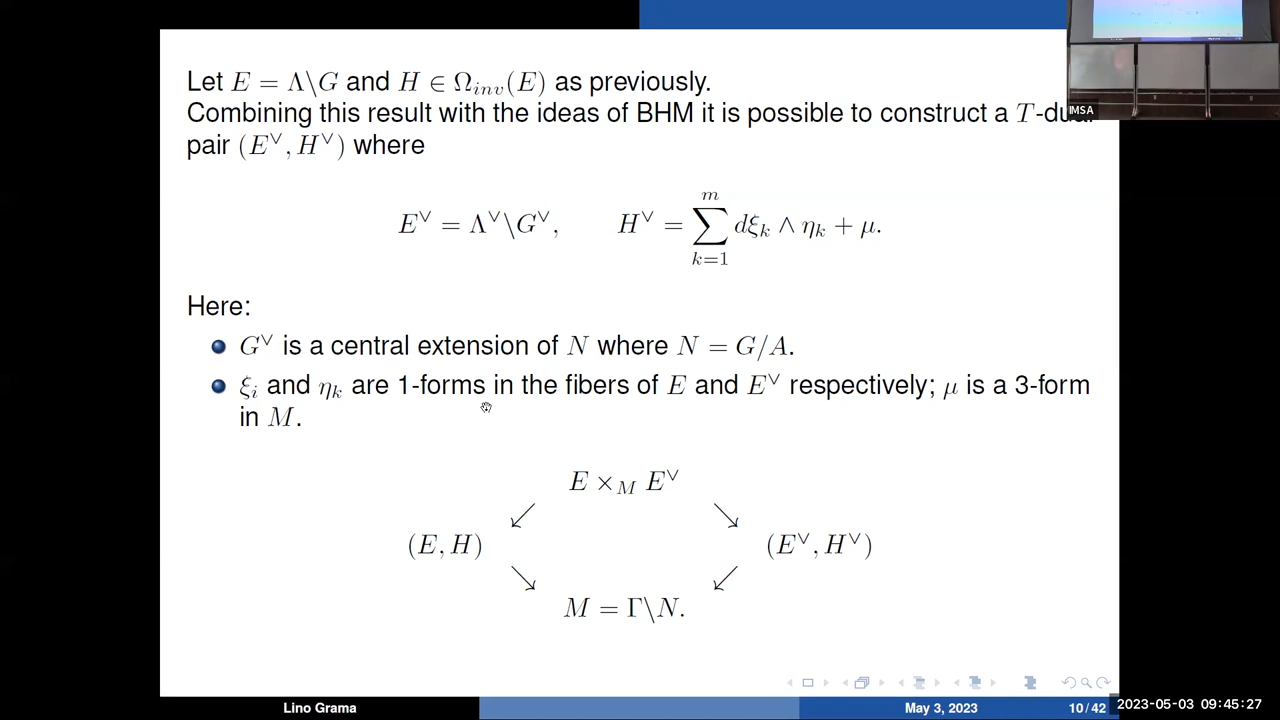 Let E = Λ\G and H ∈ Ω_{inv}(E) as previously.
Combining this result with the ideas of BHM it is possible to construct a T-dual
pair (E^∨, H^∨) where
E^∨ = Λ^∨\G^∨, H^∨ = \sum_{k=1}^{m} dξ_k ∧ η_k + μ.
Here:
G^∨ is a central extension of N where N = G/A.
ξ_i and η_k are 1-forms in the fibers of E and E^∨ respectively; μ is a 3-form
in M.
E ×_M E^∨
↙ ↘
(E, H) (E^∨, H^∨)
↘ ↙
M = Γ\N.
IMSA
Lino Grama May 3, 2023 10/42
2023-05-03 09:45:27